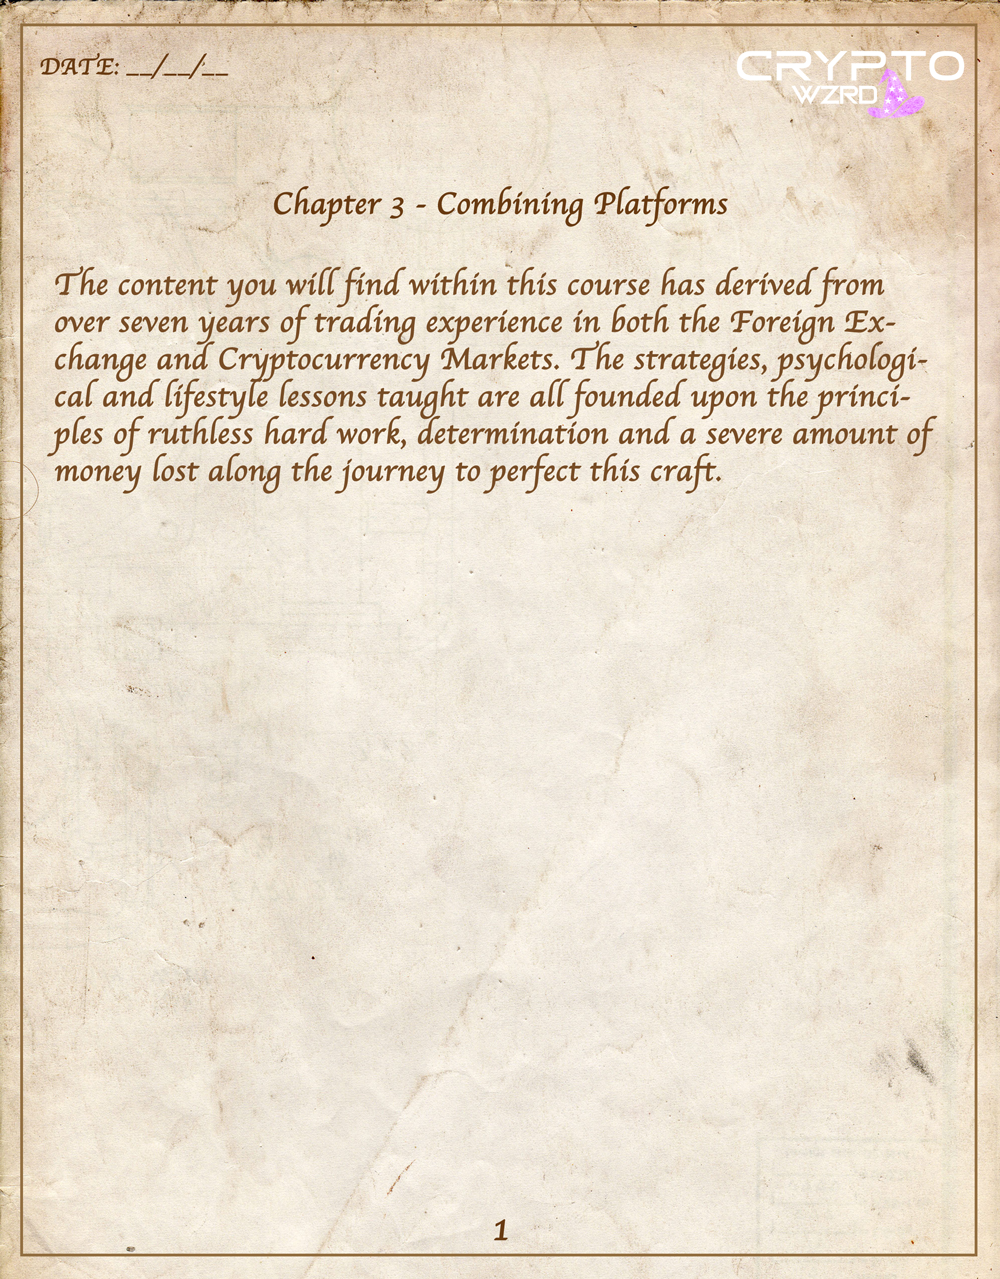 DATE: __/__/__
CRYPTO
WZRD
Chapter 3 - Combining Platforms
The content you will find within this course has derived from
over seven years of trading experience in both the Foreign Ex-
change and Cryptocurrency Markets. The strategies, psychologi-
cal and lifestyle lessons taught are all founded upon the princi-
ples of ruthless hard work, determination and a severe amount of
money lost along the journey to perfect this craft.
1